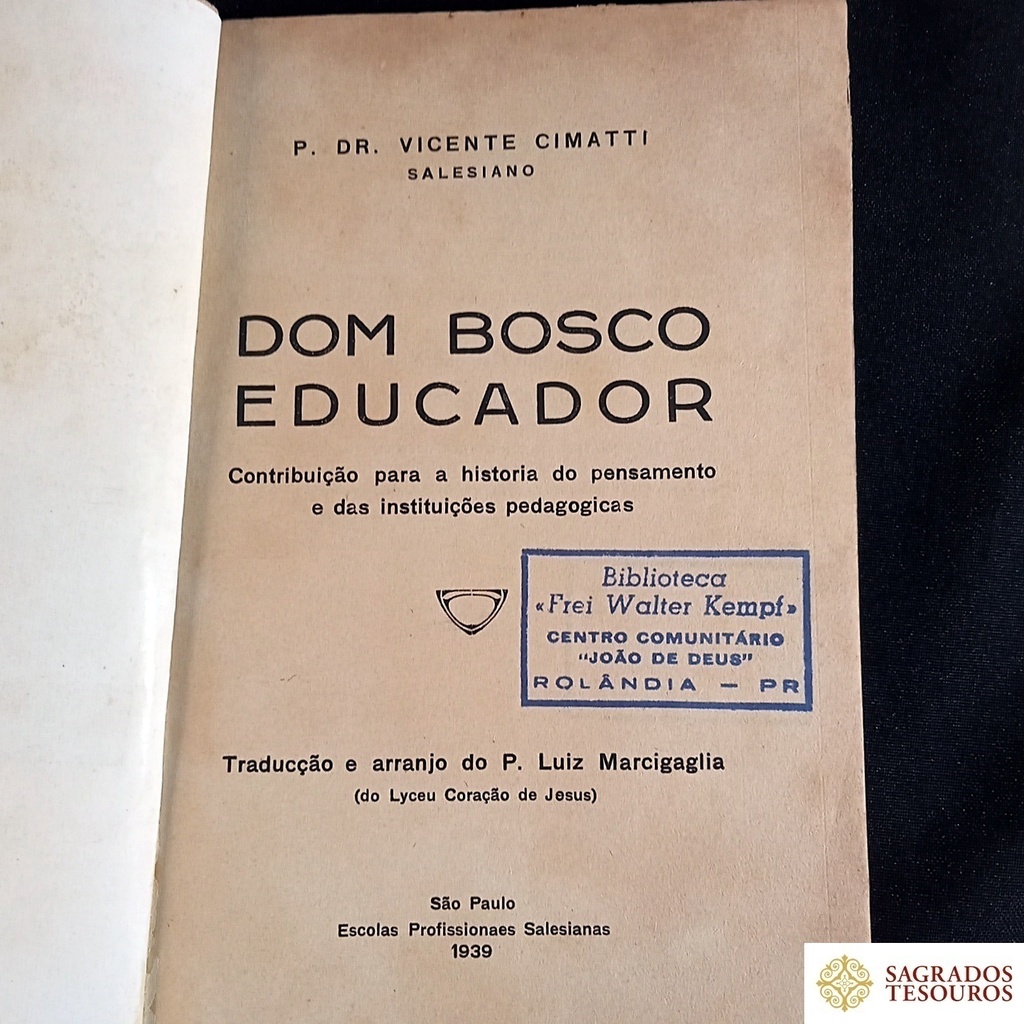 P. DR. VICENTE CIMATTI
SALESIANO
DOM BOSCO
EDUCADOR
Contribuição para a historia do pensamento
e das instituições pedagogicas
Biblioteca
«Frei Walter Kempf»
CENTRO COMUNITÁRIO
"JOÃO DE DEUS"
ROLÂNDIA — PR
Traducção e arranjo do P. Luiz Marcigaglia
(do Lyceu Coração de Jesus)
São Paulo
Escolas Profissionaes Salesianas
1939
SAGRADOS
TESOUROS